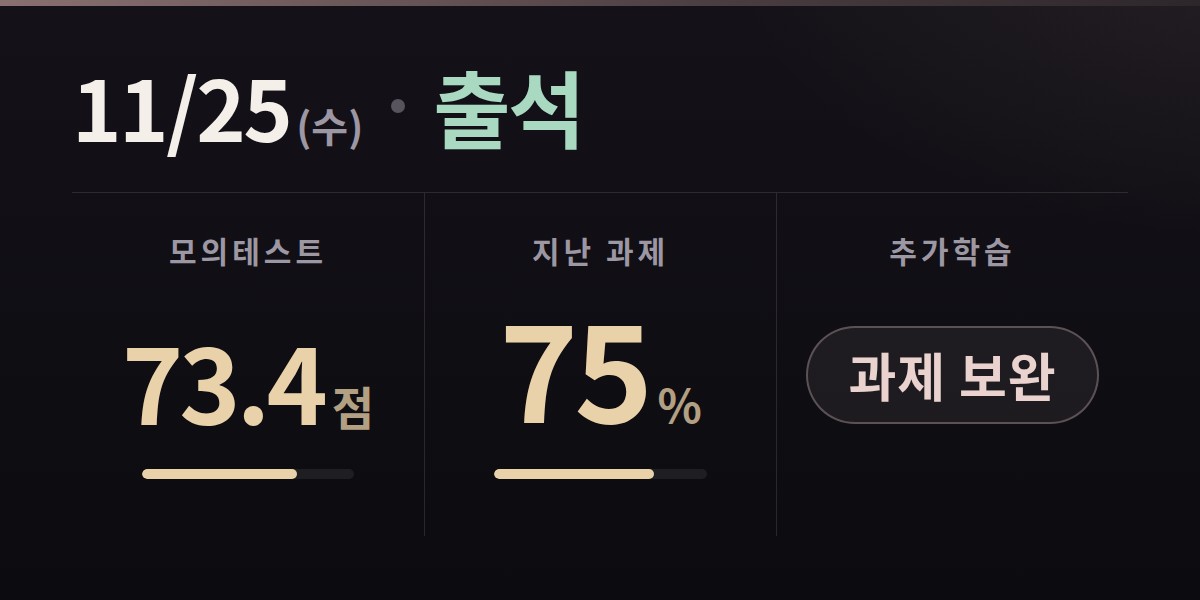 11/25 (수) • 출석
모의테스트
73.4점
지난 과제
75%
추가학습
과제 보완